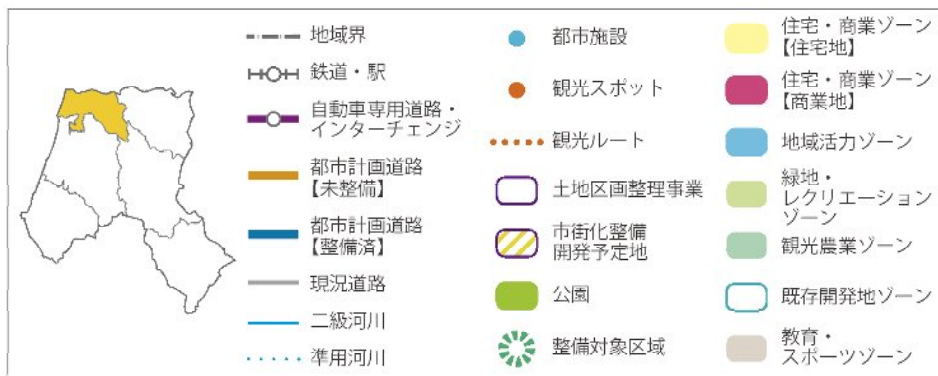 地域界
鉄道・駅
自動車専用道路・
インターチェンジ
都市計画道路
【未整備】
都市計画道路
【整備済】
現況道路
二級河川
準用河川
都市施設
観光スポット
観光ルート
土地区画整理事業
市街化整備
開発予定地
公園
整備対象区域
住宅・商業ゾーン
【住宅地】
住宅・商業ゾーン
【商業地】
地域活力ゾーン
緑地・
レクリエーション
ゾーン
観光農業ゾーン
既存開発地ゾーン
教育・
スポーツゾーン